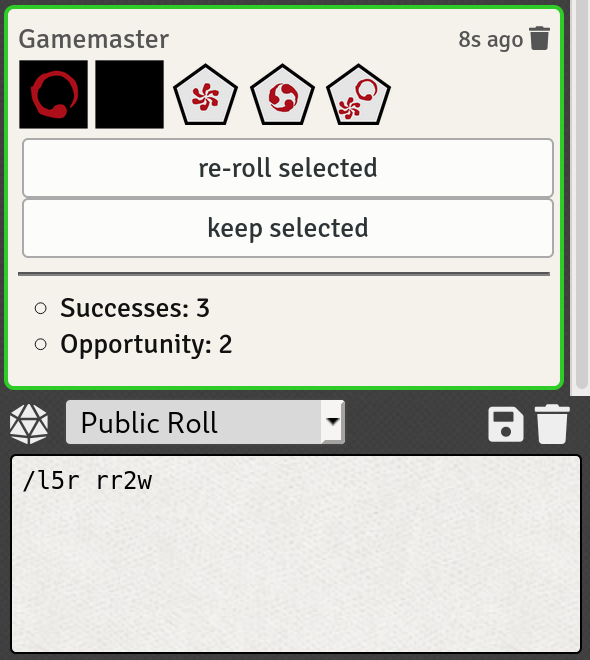 Gamemaster 8s ago
re-roll selected
keep selected
Successes: 3
Opportunity: 2
Public Roll
/l5r rr2w